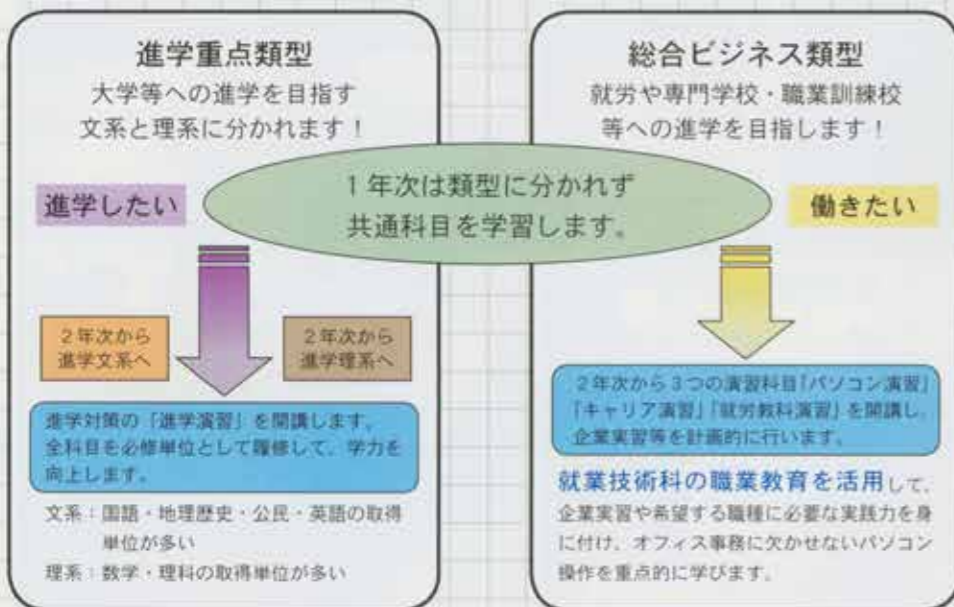 進学重点類型
大学等への進学を目指す
文系と理系に分かれます！
総合ビジネス類型
就労や専門学校・職業訓練校
等への進学を目指します！
1年次は類型に分かれず
共通科目を学習します。
進学したい
働きたい
2年次から
進学文系へ
2年次から
進学理系へ
進学対策の「進学演習」を開講します。
全科目を必修単位として履修して、学力を
向上します。
文系：国語・地理歴史・公民・英語の取得
単位が多い
理系：数学・理科の取得単位が多い
2年次から3つの演習科目「パソコン演習」
「キャリア演習」「就労教科演習」を開講し、
企業実習等を計画的に行います。
就業技術科の職業教育を活用して、
企業実習や希望する職種に必要な実践力を身
に付け、オフィス事務に欠かせないパソコン
操作を重点的に学びます。